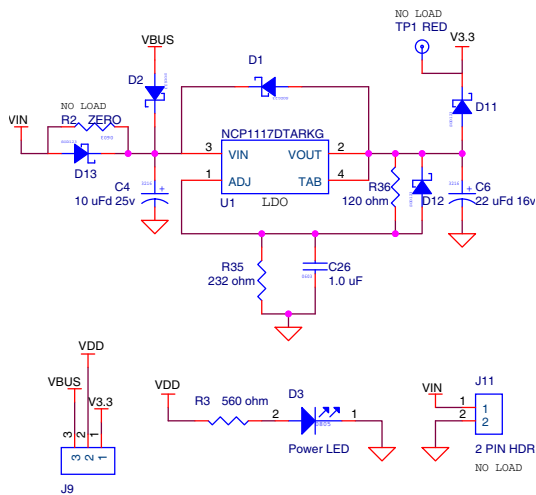 NO LOAD
TP1 RED
V3.3
VBUS
D1
D2
D11
NO LOAD
R2 ZERO
VIN
D13
NCP1117DTARKG
3 VIN VOUT 2
1 ADJ TAB 4
U1 LDO
C4
10 uFd 25v
R36
120 ohm
D12
C6
22 uFd 16v
R35
232 ohm
C26
1.0 uF
VDD
VBUS
V3.3
3 2 1
3 2 1
J9
VDD
R3 560 ohm
D3
2 1
Power LED
J11
VIN
1 1
2 2
2 PIN HDR
NO LOAD